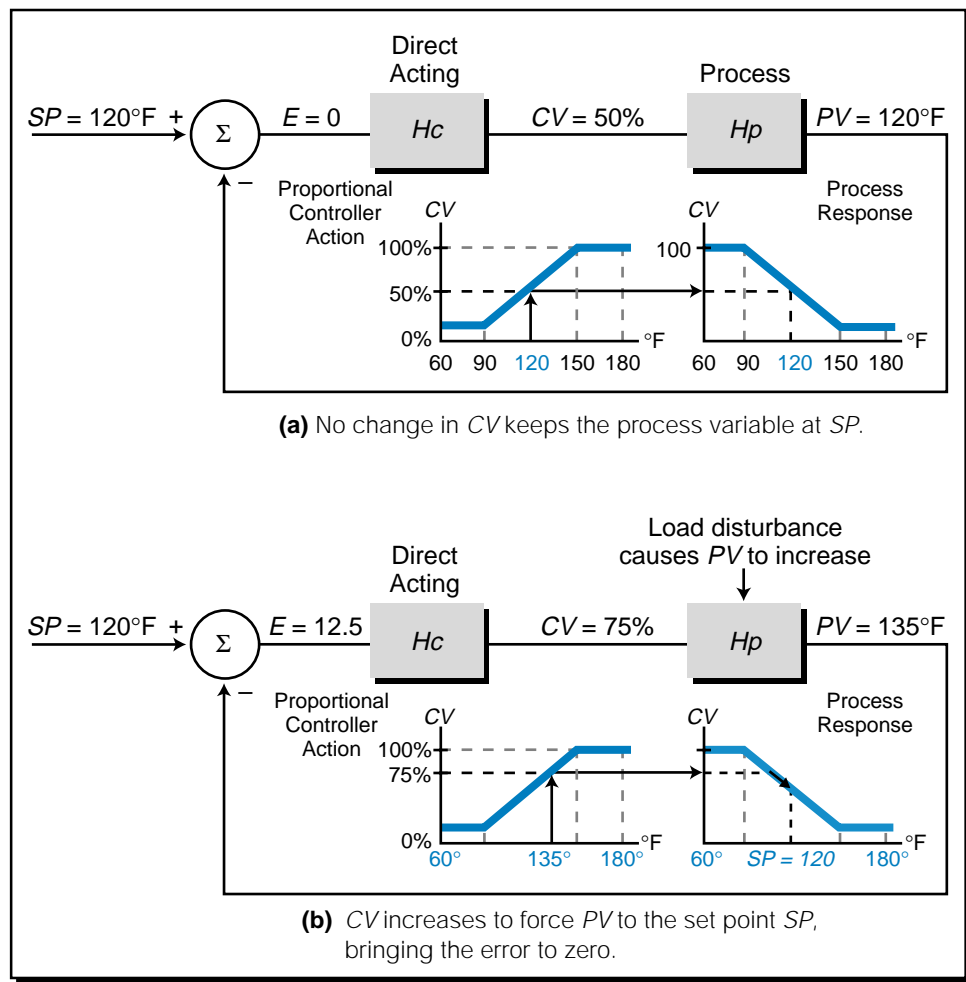 Direct
Acting
Process
SP = 120°F +
Σ
E = 0
Hc
CV = 50%
Hp
PV = 120°F
–
Proportional
Controller
Action
Process
Response
CV
100%
50%
0%
60 90 120 150 180
°F
CV
100
60 90 120 150 180
°F
(a) No change in CV keeps the process variable at SP.
Load disturbance
causes PV to increase
Direct
Acting
SP = 120°F +
Σ
E = 12.5
Hc
CV = 75%
Hp
PV = 135°F
–
Proportional
Controller
Action
Process
Response
CV
100%
75%
0%
60° 135° 180°
°F
CV
60° SP = 120 180°
°F
(b) CV increases to force PV to the set point SP,
bringing the error to zero.